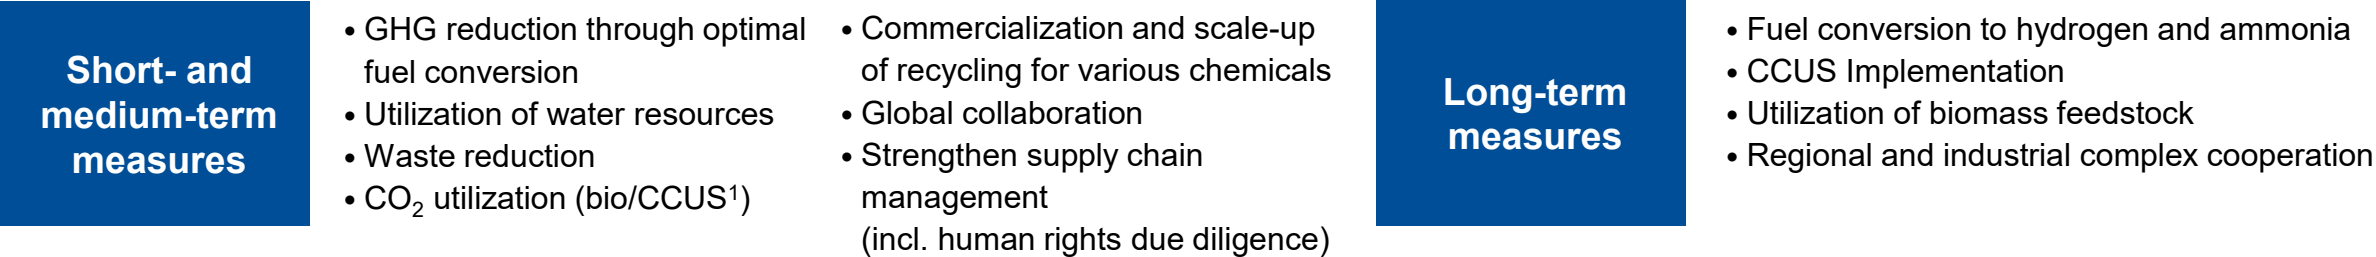 Short- and
medium-term
measures
• GHG reduction through optimal
fuel conversion
• Utilization of water resources
• Waste reduction
• CO₂ utilization (bio/CCUS¹)
• Commercialization and scale-up
of recycling for various chemicals
• Global collaboration
• Strengthen supply chain
management
(incl. human rights due diligence)
Long-term
measures
• Fuel conversion to hydrogen and ammonia
• CCUS Implementation
• Utilization of biomass feedstock
• Regional and industrial complex cooperation